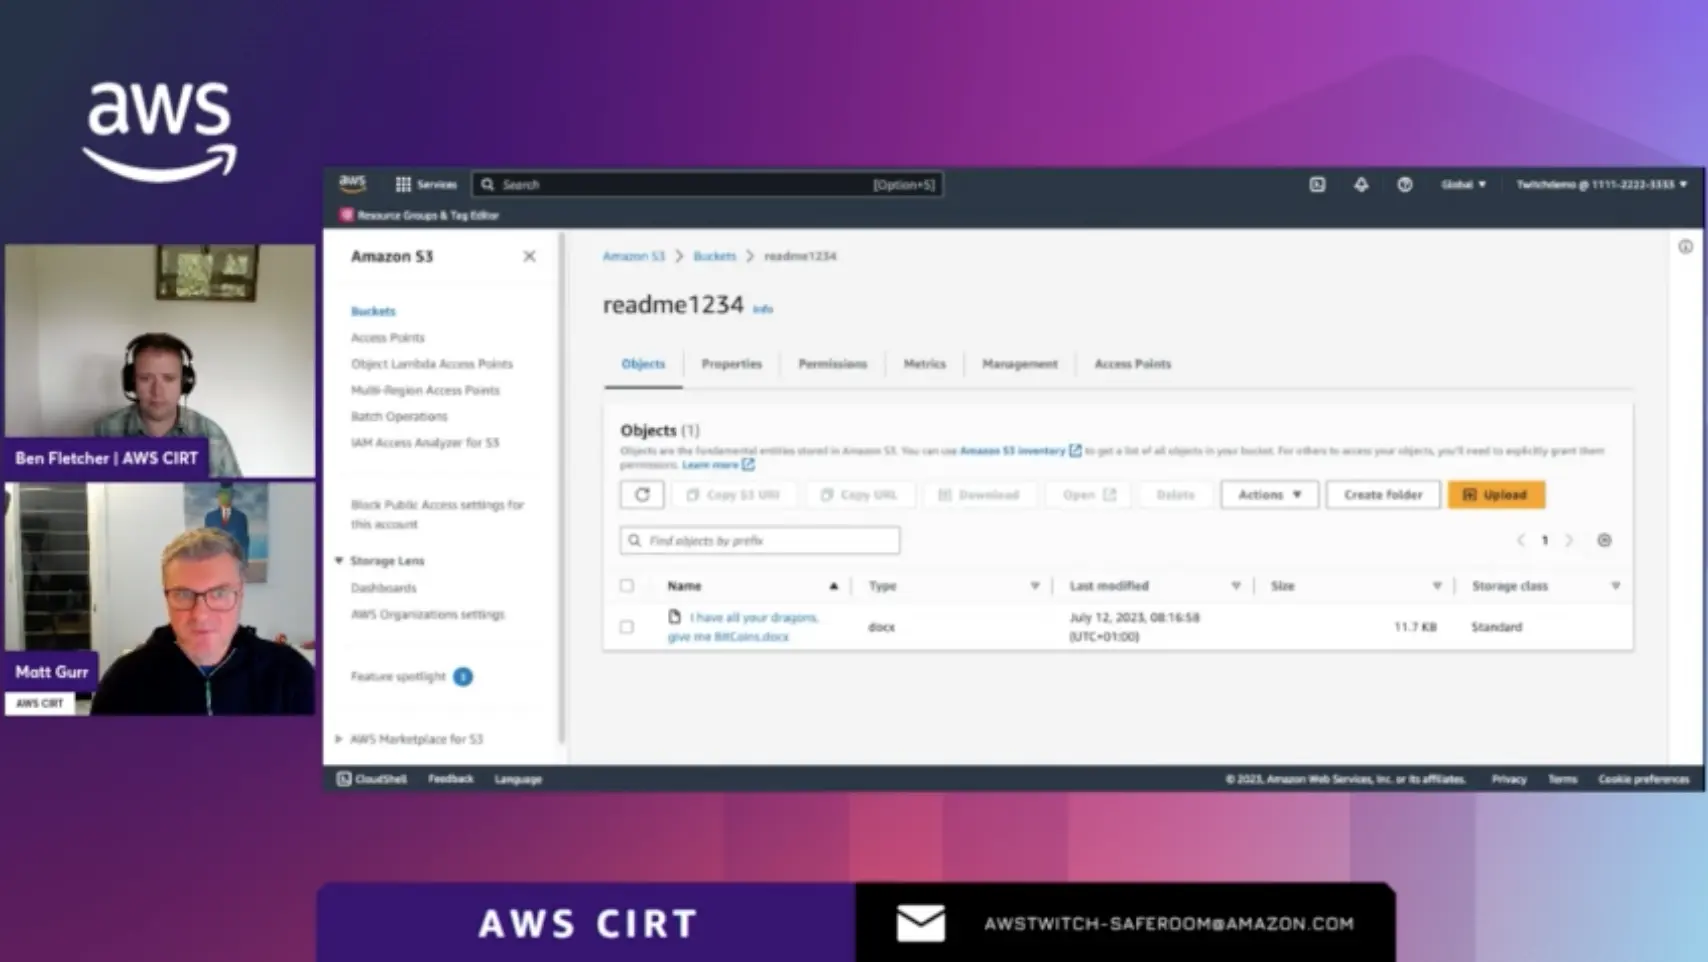 aws
aws
Services
Search
[Option+S]
Global
Twitchdemo @ 1111-2222-3333
Resource Groups & Tag Editor
Amazon S3
Buckets
Access Points
Object Lambda Access Points
Multi-Region Access Points
Batch Operations
IAM Access Analyzer for S3
Block Public Access settings for
this account
Storage Lens
Dashboards
AWS Organizations settings
Feature spotlight
AWS Marketplace for S3
Amazon S3
Buckets
readme1234
readme1234 Info
Objects
Properties
Permissions
Metrics
Management
Access Points
Objects (1)
Objects are the fundamental entities stored in Amazon S3. You can use Amazon S3 inventory to get a list of all objects in your bucket. For others to access your objects, you'll need to explicitly grant them
permissions. Learn more
Copy S3 URI
Copy URL
Download
Open
Delete
Actions
Create folder
Upload
Find objects by prefix
1
Name
Type
Last modified
Size
Storage class
I have all your dragons,
give me BitCoins.docx
docx
July 12, 2023, 08:16:58
(UTC+01:00)
11.7 KB
Standard
CloudShell
Feedback
Language
© 2023, Amazon Web Services, Inc. or its affiliates.
Privacy
Terms
Cookie preferences
Ben Fletcher | AWS CIRT
Matt Gurr
AWS CIRT
AWS CIRT
AWSTWITCH-SAFEROOM@AMAZON.COM